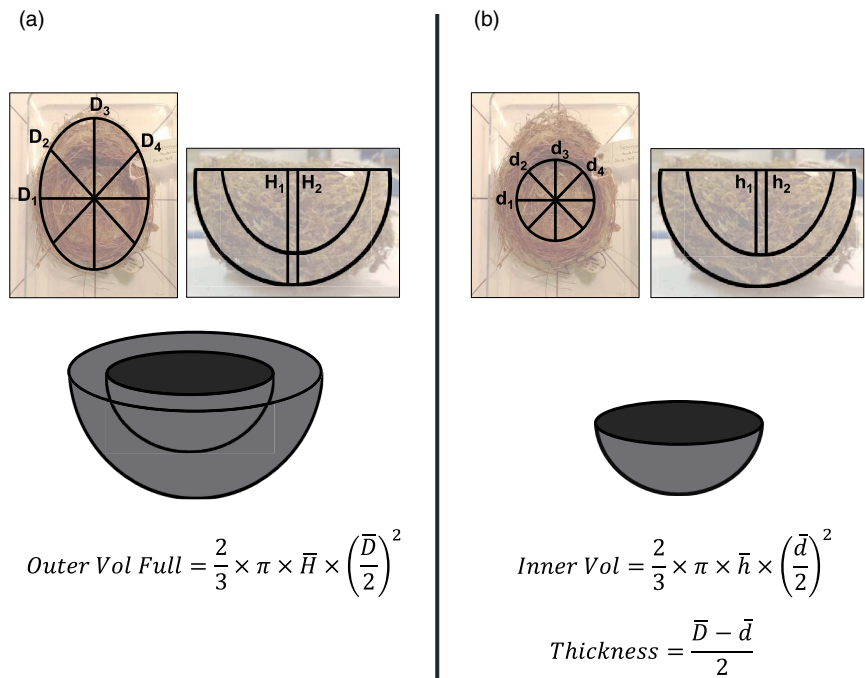 (a)
D₁
D₂
D₃
D₄
H₁ H₂
Outer Vol Full = 2/3 × π × H̅ × (D̅/2)²
(b)
d₁
d₂
d₃
d₄
h₁ h₂
Inner Vol = 2/3 × π × h̅ × (d̅/2)²
Thickness = (D̅ − d̅)/2